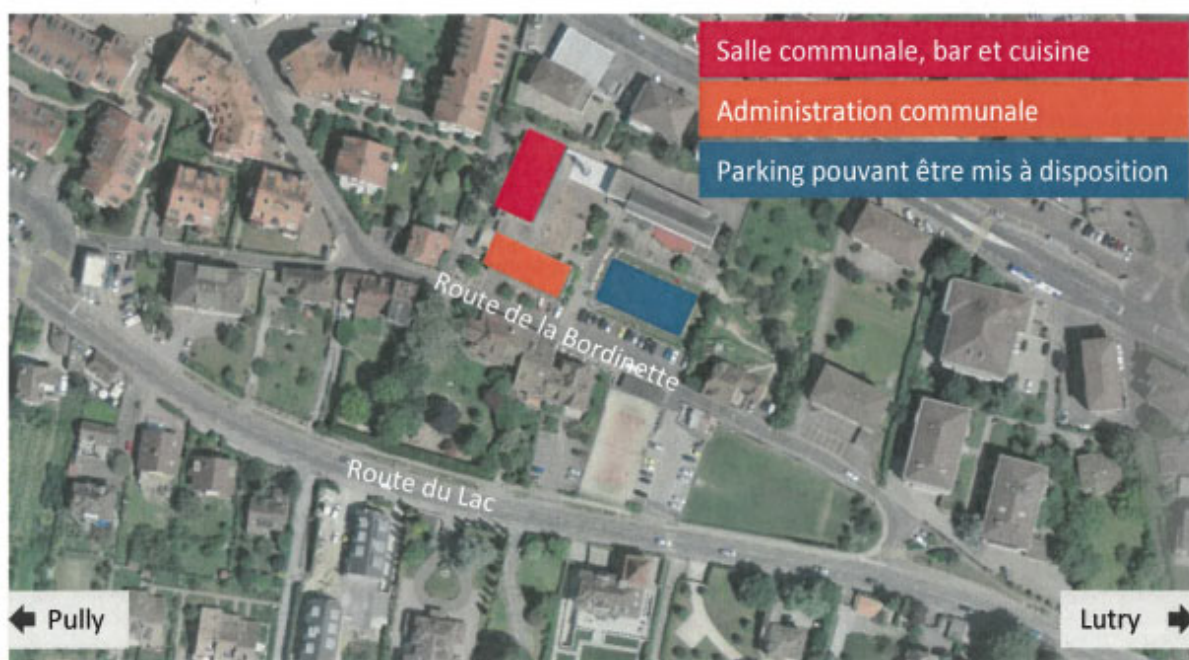 Salle communale, bar et cuisine
Administration communale
Parking pouvant être mis à disposition
Route de la Bordinette
Route du Lac
← Pully
Lutry →